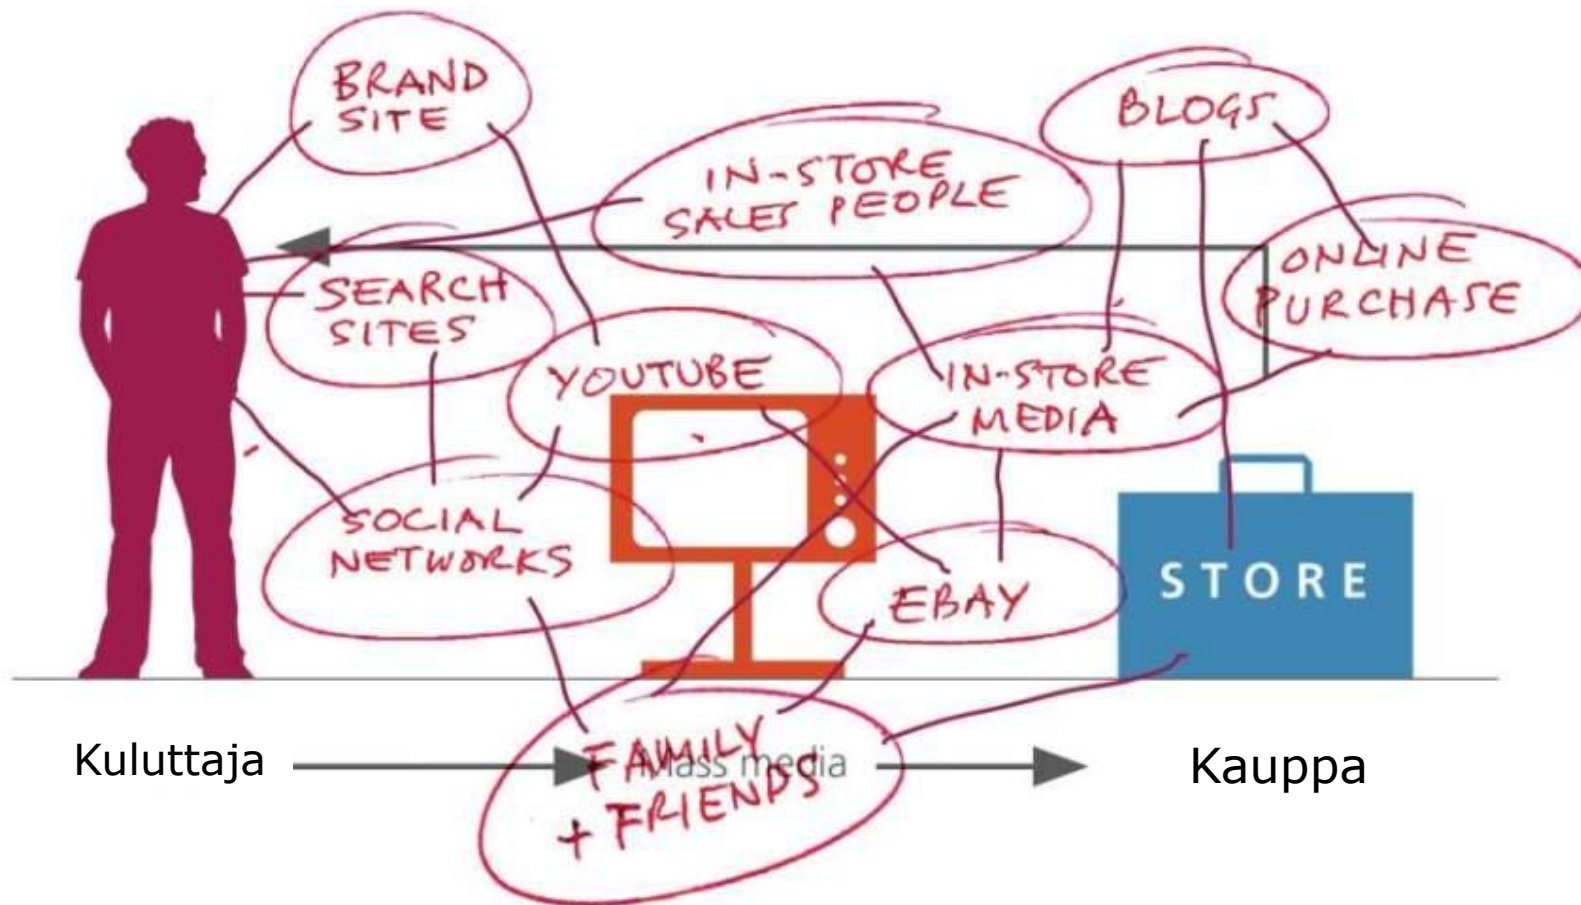 BRAND
SITE
BLOGS
IN-STORE
SALES PEOPLE
ONLINE
PURCHASE
SEARCH
SITES
YOUTUBE
IN-STORE
MEDIA
SOCIAL
NETWORKS
EBAY
STORE
Kuluttaja
FAMILY
+ FRIENDS
Mass media
Kauppa